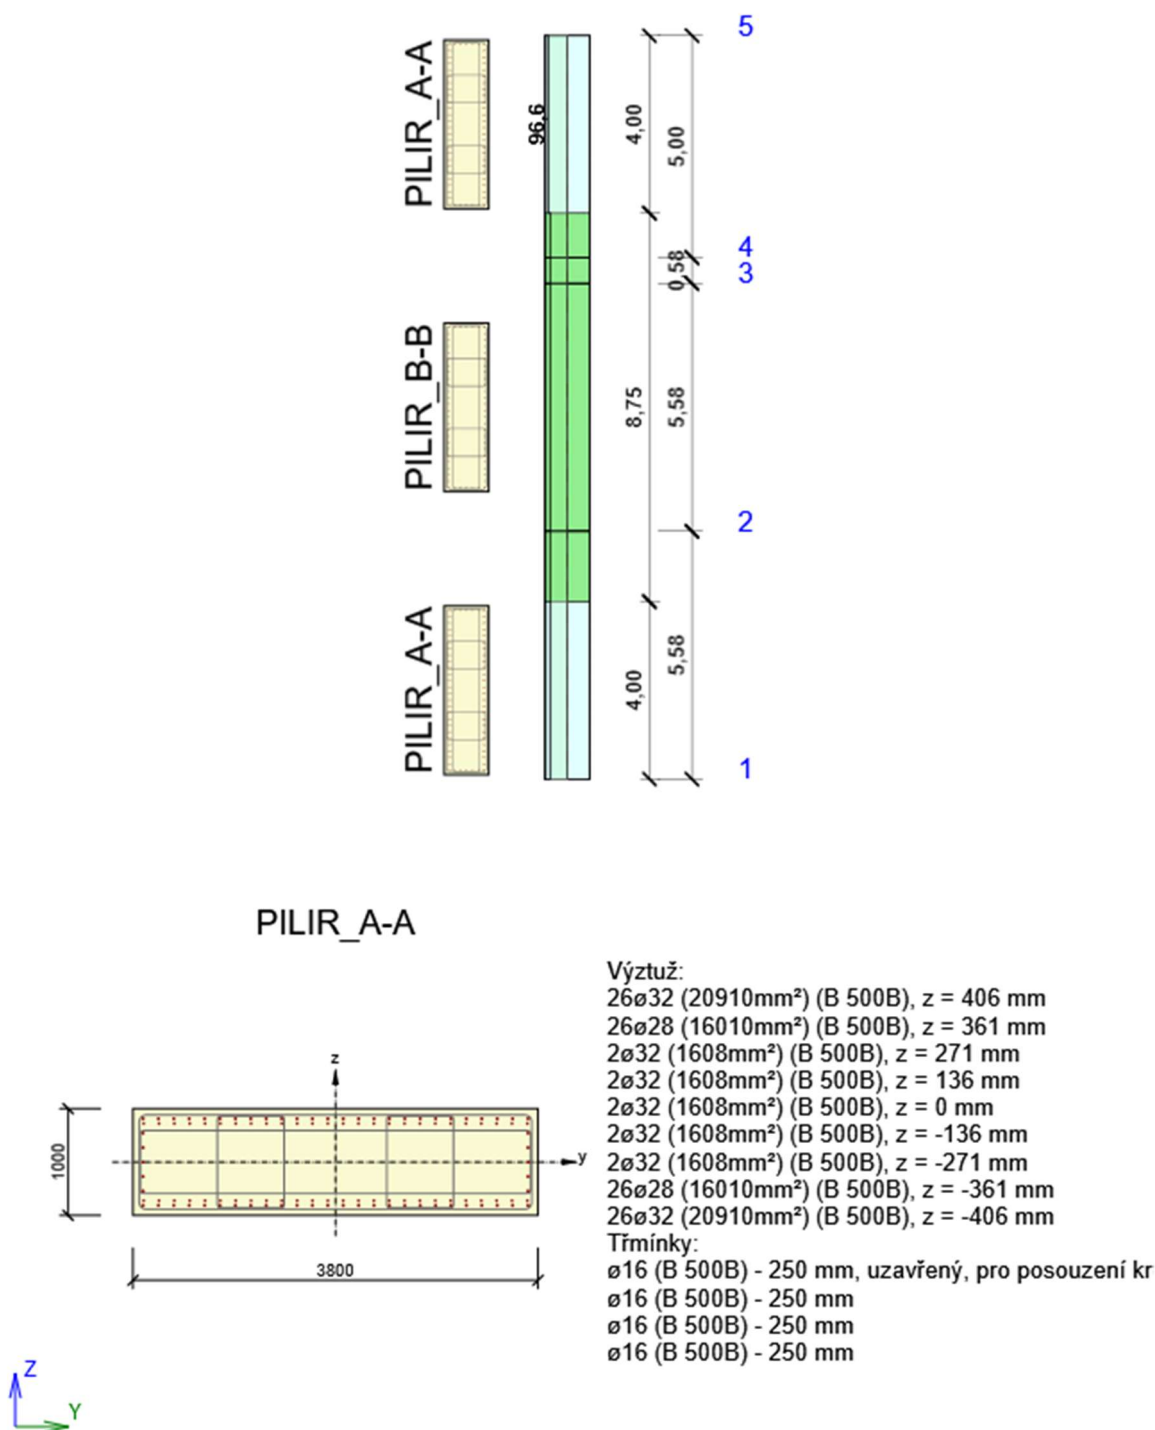 5
PILIR_A-A
96,6
4,00
5,00
4
0,58
3
PILIR_B-B
8,75
5,58
2
PILIR_A-A
4,00
5,58
1
PILIR_A-A
Výztuž:
26ø32 (20910mm²) (B 500B), z = 406 mm
26ø28 (16010mm²) (B 500B), z = 361 mm
2ø32 (1608mm²) (B 500B), z = 271 mm
2ø32 (1608mm²) (B 500B), z = 136 mm
2ø32 (1608mm²) (B 500B), z = 0 mm
2ø32 (1608mm²) (B 500B), z = -136 mm
2ø32 (1608mm²) (B 500B), z = -271 mm
26ø28 (16010mm²) (B 500B), z = -361 mm
26ø32 (20910mm²) (B 500B), z = -406 mm
Třmínky:
ø16 (B 500B) - 250 mm, uzavřený, pro posouzení kr
ø16 (B 500B) - 250 mm
ø16 (B 500B) - 250 mm
ø16 (B 500B) - 250 mm
z
y
1000
3800
Z
Y